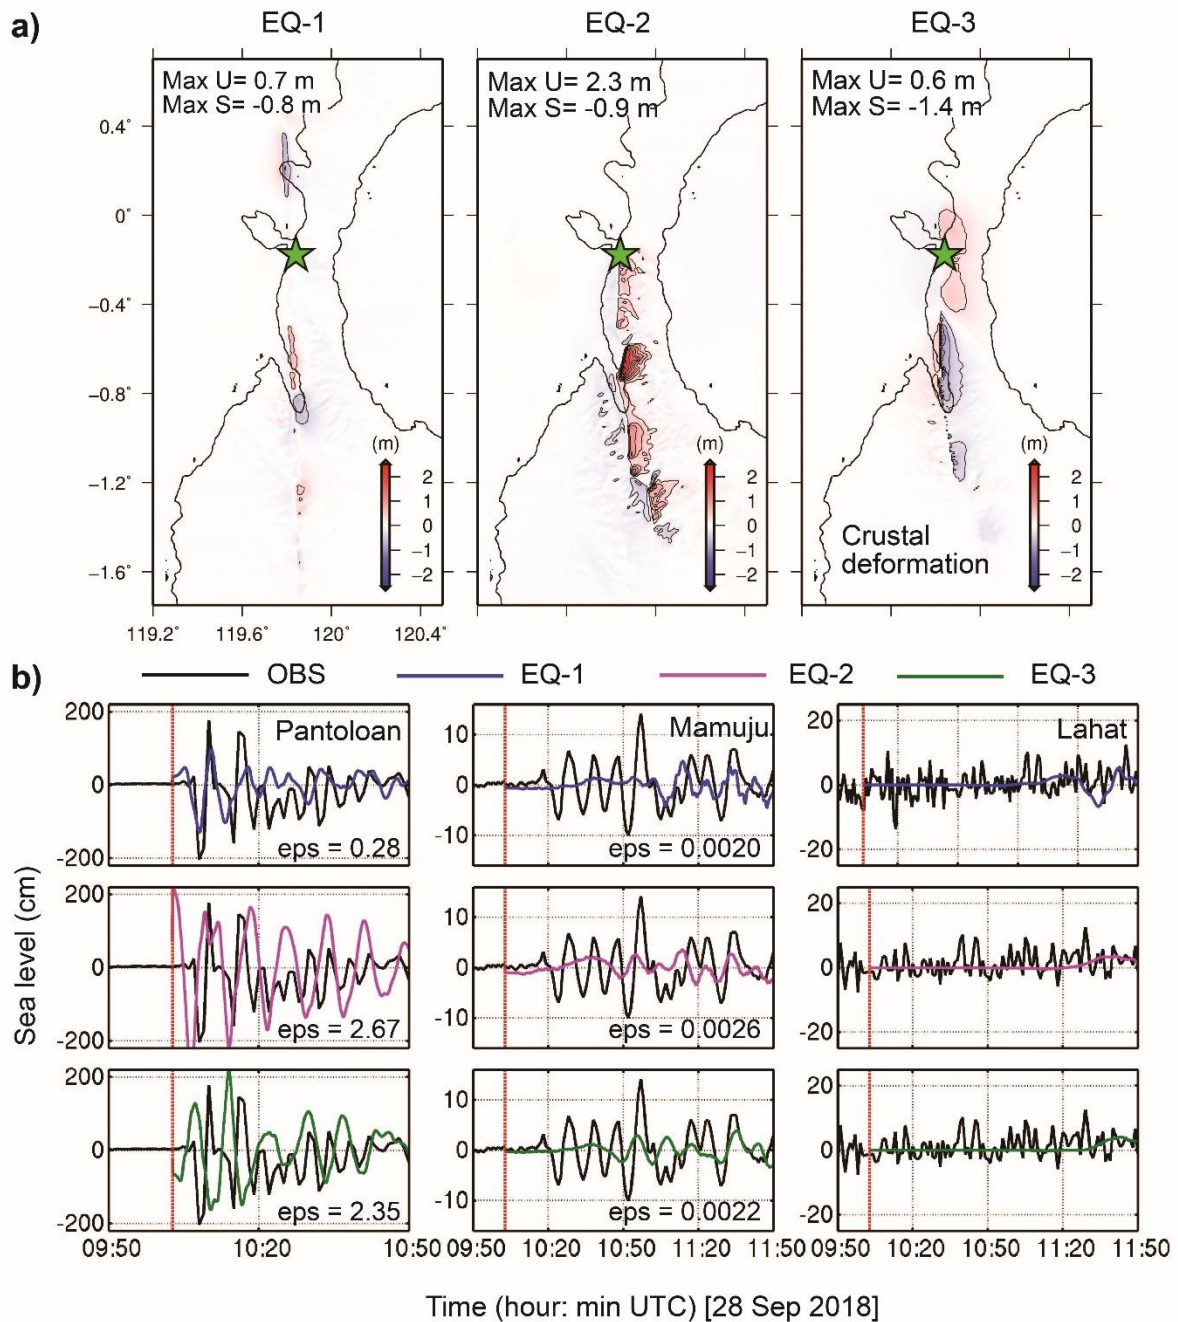 a)
EQ-1
EQ-2
EQ-3
Max U= 0.7 m
Max S= -0.8 m
Max U= 2.3 m
Max S= -0.9 m
Max U= 0.6 m
Max S= -1.4 m
0.4°
0°
−0.4°
−0.8°
−1.2°
−1.6°
(m)
2
1
0
−1
−2
(m)
2
1
0
−1
−2
(m)
2
1
0
−1
−2
Crustal
deformation
119.2°
119.6°
120°
120.4°
b)
OBS
EQ-1
EQ-2
EQ-3
Sea level (cm)
200
0
-200
Pantoloan
eps = 0.28
10
0
-10
Mamuju
eps = 0.0020
20
0
-20
Lahat
200
0
-200
eps = 2.67
10
0
-10
eps = 0.0026
20
0
-20
200
0
-200
eps = 2.35
10
0
-10
eps = 0.0022
20
0
-20
09:50
10:20
10:50
09:50
10:20
10:50
11:20
11:50
09:50
10:20
10:50
11:20
11:50
Time (hour: min UTC) [28 Sep 2018]